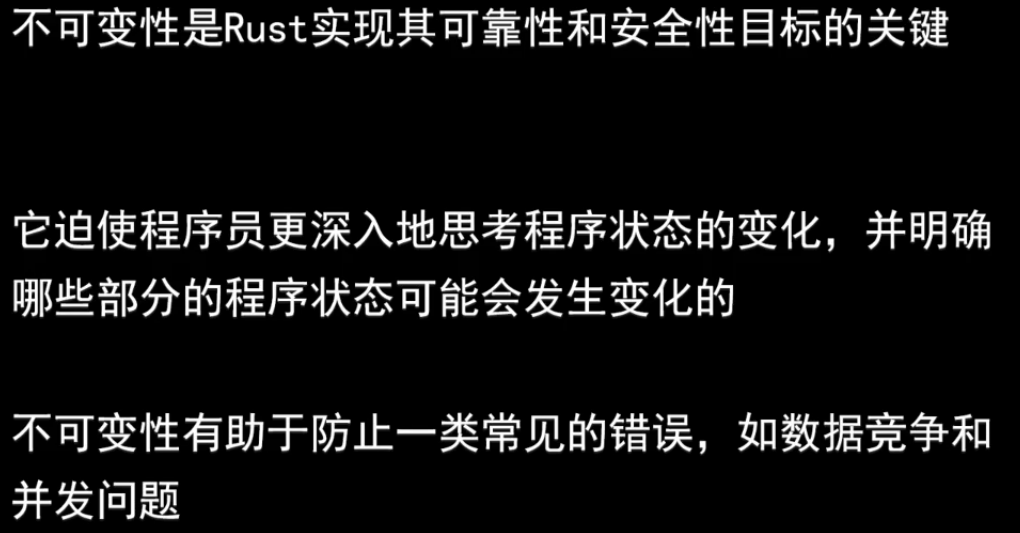 不可变性是Rust实现其可靠性和安全性目标的关键
它迫使程序员更深入地思考程序状态的变化，并明确
哪些部分的程序状态可能会发生变化的
不可变性有助于防止一类常见的错误，如数据竞争和
并发问题